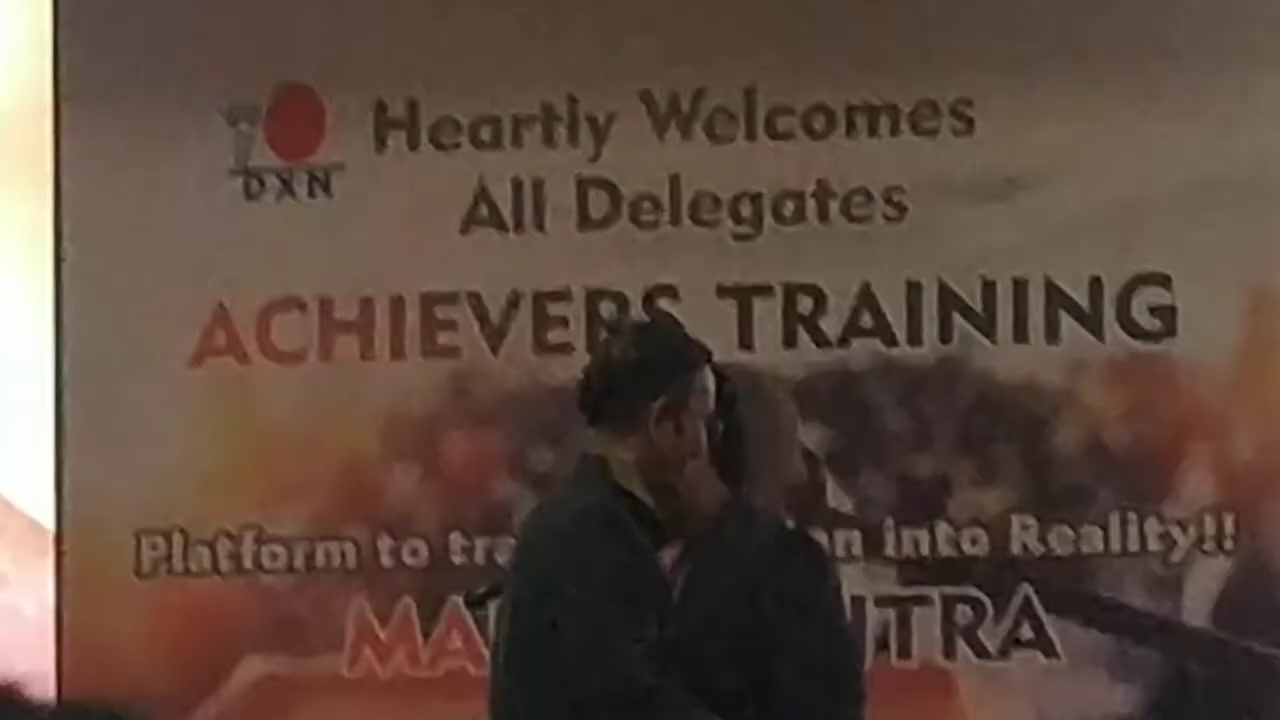 DXN
Heartly Welcomes
All Delegates
ACHIEVERS TRAINING
Platform to into Reality!!